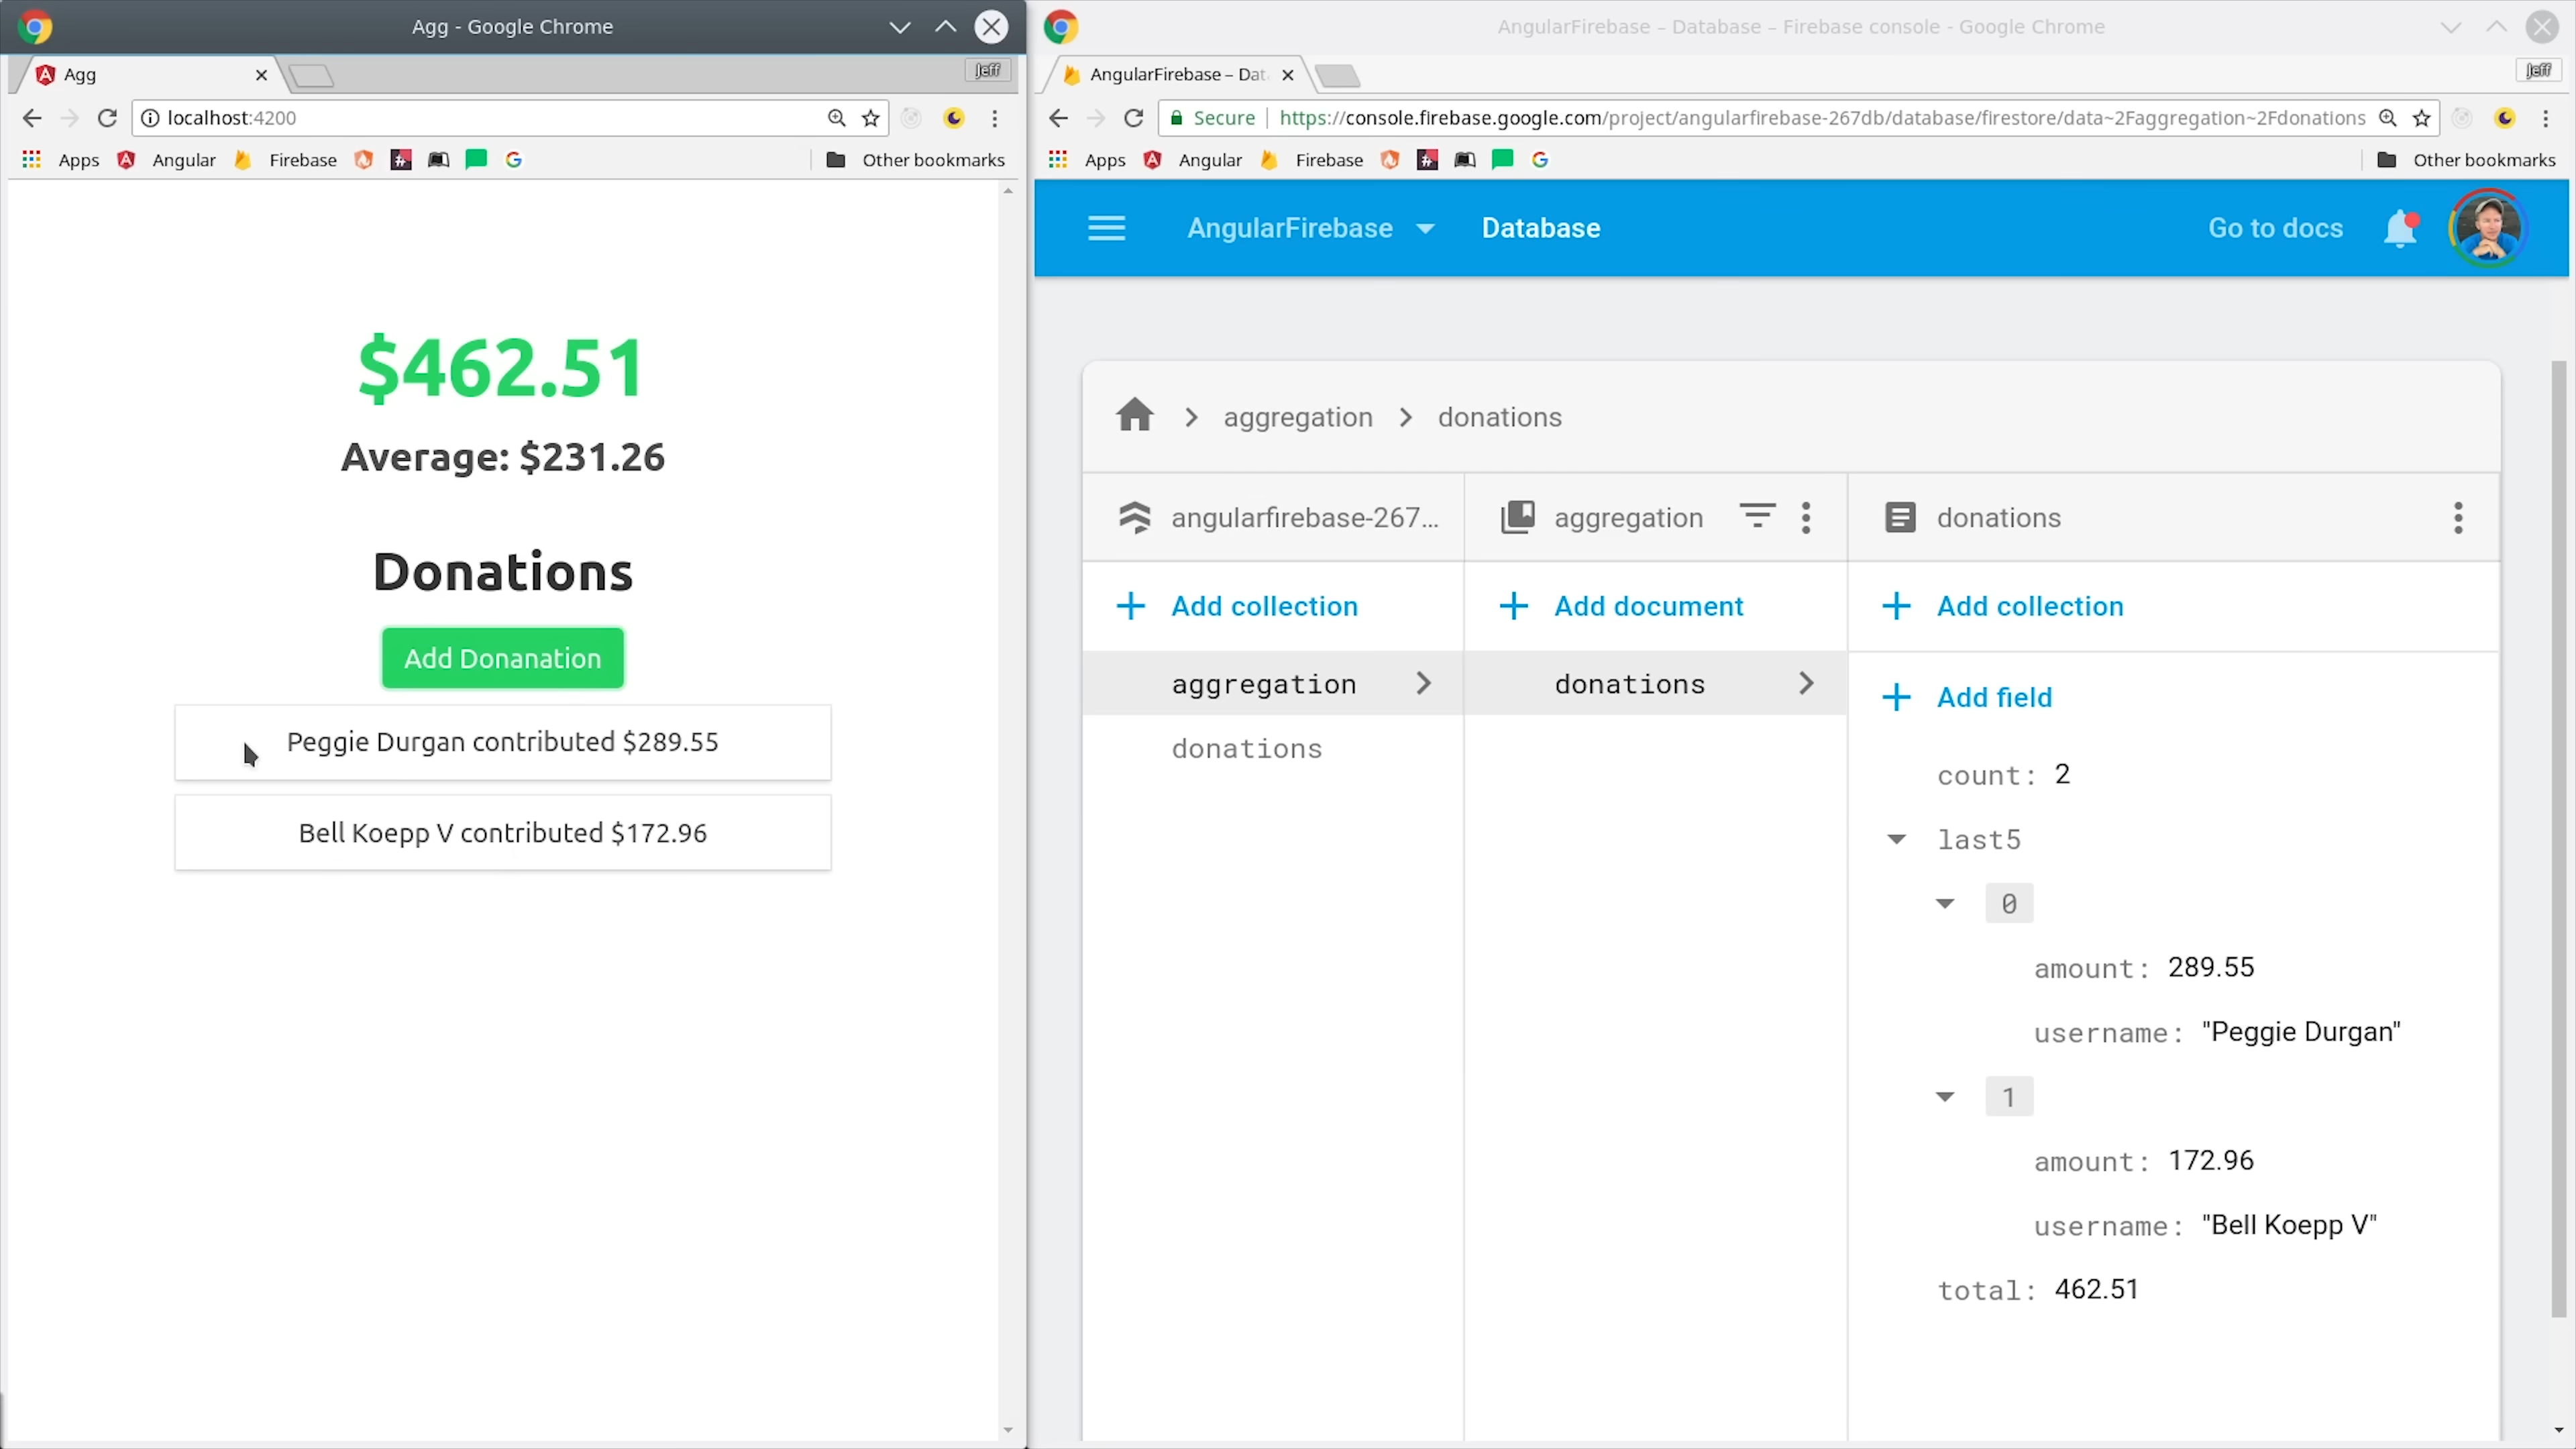 Agg - Google Chrome
Agg
Jeff
localhost:4200
Apps
Angular
Firebase
Other bookmarks
$462.51
Average: $231.26
Donations
Add Donanation
Peggie Durgan contributed $289.55
Bell Koepp V contributed $172.96
AngularFirebase – Database – Firebase console - Google Chrome
AngularFirebase – Dat
Jeff
Secure https://console.firebase.google.com/project/angularfirebase-267db/database/firestore/data~2Faggregation~2Fdonations
Apps
Angular
Firebase
Other bookmarks
AngularFirebase
Database
Go to docs
aggregation
donations
angularfirebase-267...
aggregation
donations
Add collection
Add document
Add collection
aggregation
donations
donations
Add field
count: 2
last5
0
amount: 289.55
username: "Peggie Durgan"
1
amount: 172.96
username: "Bell Koepp V"
total: 462.51